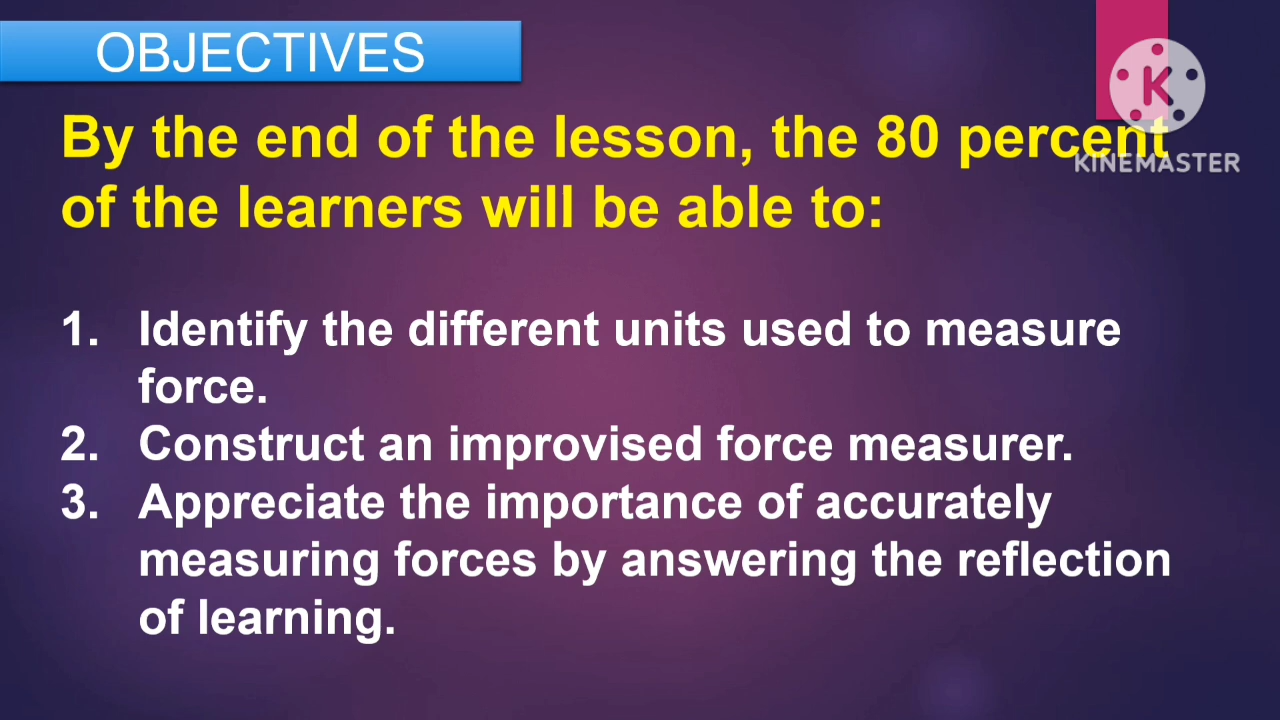 OBJECTIVES
By the end of the lesson, the 80 percent
K
KINEMASTER
of the learners will be able to:
1. Identify the different units used to measure
force.
2. Construct an improvised force measurer.
3. Appreciate the importance of accurately
measuring forces by answering the reflection
of learning.